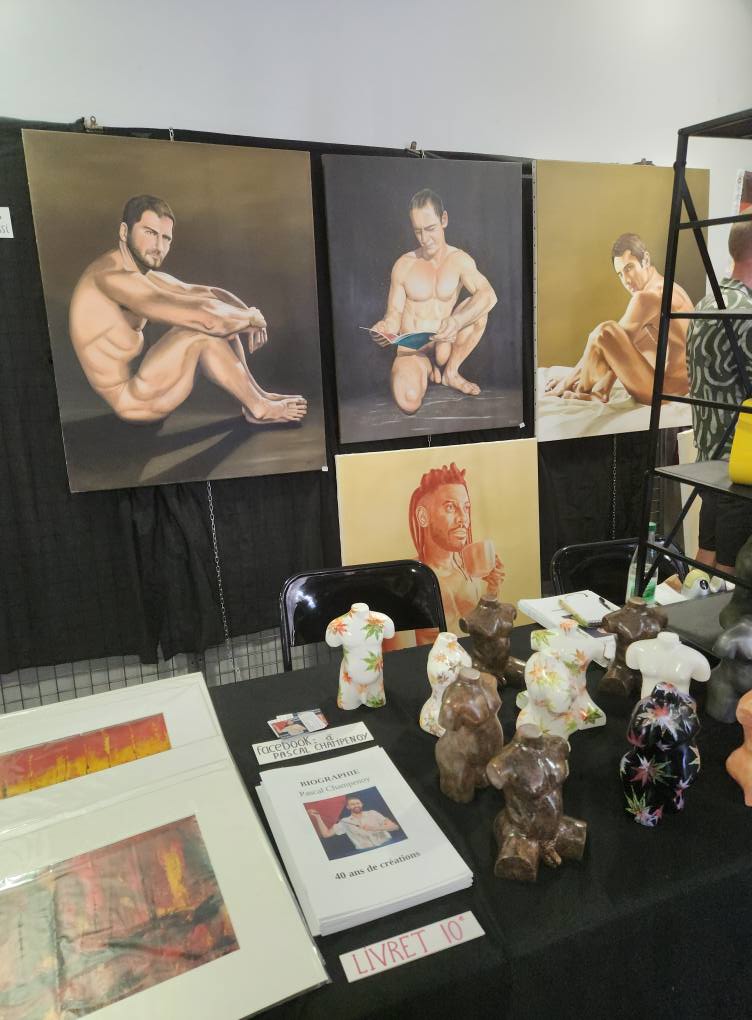 facebook: a
PASCAL CHAMPENOY
BIOGRAPHIE
Pascal Champenoy
40 ans de créations
LIVRET 10€